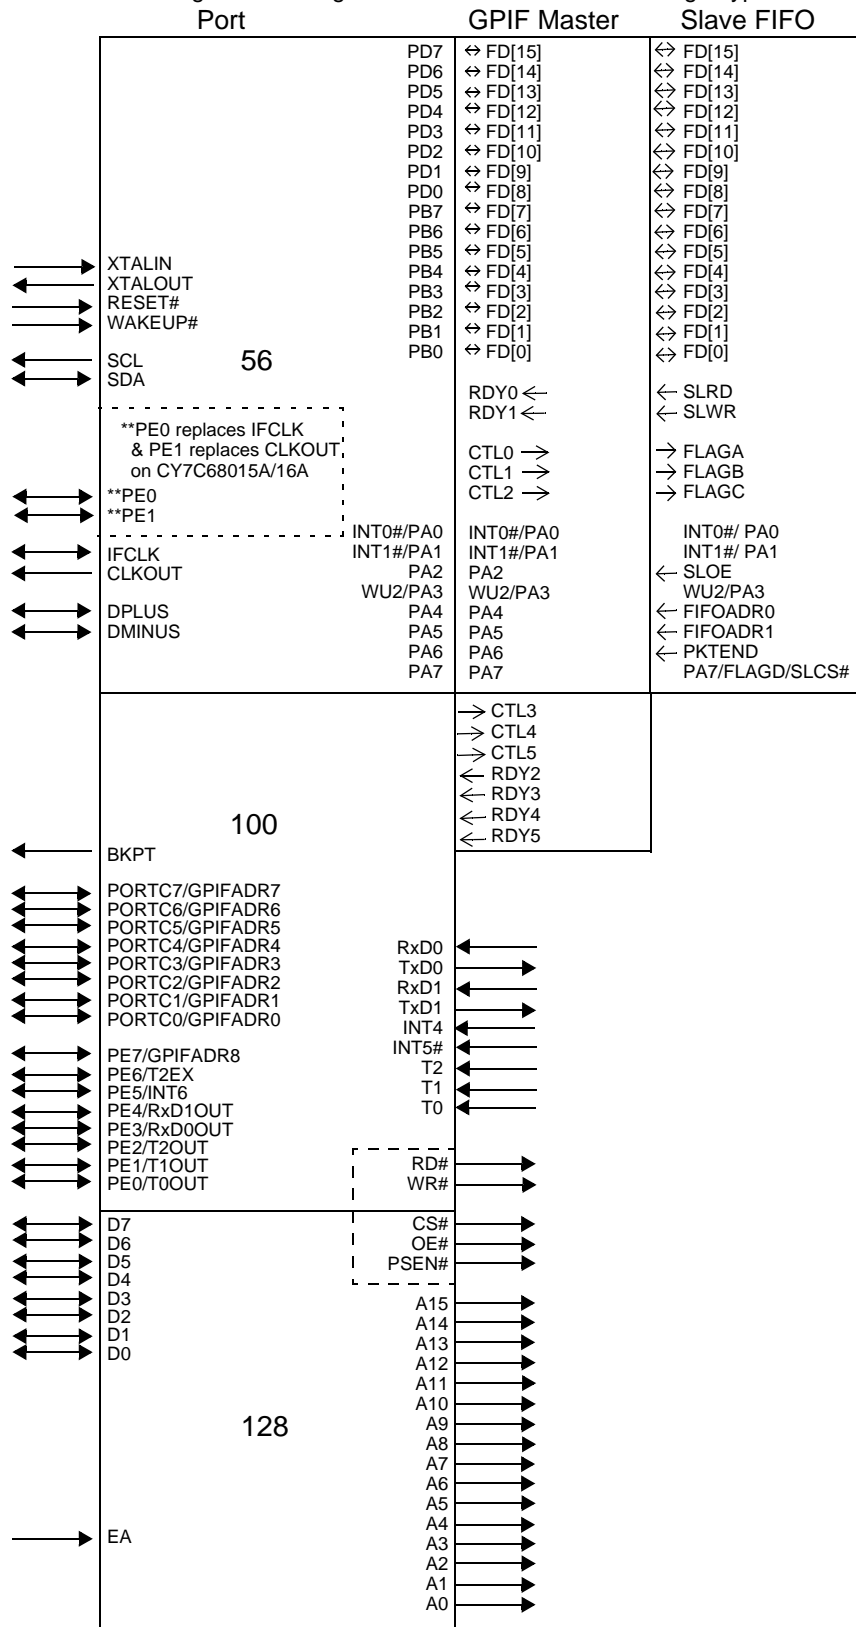 Port GPIF Master Slave FIFO
PD7 FD[15] FD[15]
PD6 FD[14] FD[14]
PD5 FD[13] FD[13]
PD4 FD[12] FD[12]
PD3 FD[11] FD[11]
PD2 FD[10] FD[10]
PD1 FD[9] FD[9]
PD0 FD[8] FD[8]
PB7 FD[7] FD[7]
PB6 FD[6] FD[6]
PB5 FD[5] FD[5]
PB4 FD[4] FD[4]
PB3 FD[3] FD[3]
PB2 FD[2] FD[2]
PB1 FD[1] FD[1]
PB0 FD[0] FD[0]
XTALIN
XTALOUT
RESET#
WAKEUP#
SCL
SDA
56
RDY0 SLRD
RDY1 SLWR
**PE0 replaces IFCLK
& PE1 replaces CLKOUT
on CY7C68015A/16A
CTL0 FLAGA
CTL1 FLAGB
CTL2 FLAGC
**PE0
**PE1
INT0#/PA0 INT0#/PA0 INT0#/ PA0
INT1#/PA1 INT1#/PA1 INT1#/ PA1
PA2 PA2 SLOE
WU2/PA3 WU2/PA3 WU2/PA3
PA4 PA4 FIFOADR0
PA5 PA5 FIFOADR1
PA6 PA6 PKTEND
PA7 PA7 PA7/FLAGD/SLCS#
IFCLK
CLKOUT
DPLUS
DMINUS
CTL3
CTL4
CTL5
RDY2
RDY3
RDY4
RDY5
100
BKPT
PORTC7/GPIFADR7
PORTC6/GPIFADR6
PORTC5/GPIFADR5
PORTC4/GPIFADR4
PORTC3/GPIFADR3
PORTC2/GPIFADR2
PORTC1/GPIFADR1
PORTC0/GPIFADR0
PE7/GPIFADR8
PE6/T2EX
PE5/INT6
PE4/RxD1OUT
PE3/RxD0OUT
PE2/T2OUT
PE1/T1OUT
PE0/T0OUT
RxD0
TxD0
RxD1
TxD1
INT4
INT5#
T2
T1
T0
RD#
WR#
CS#
OE#
PSEN#
D7
D6
D5
D4
D3
D2
D1
D0
128
EA
A15
A14
A13
A12
A11
A10
A9
A8
A7
A6
A5
A4
A3
A2
A1
A0